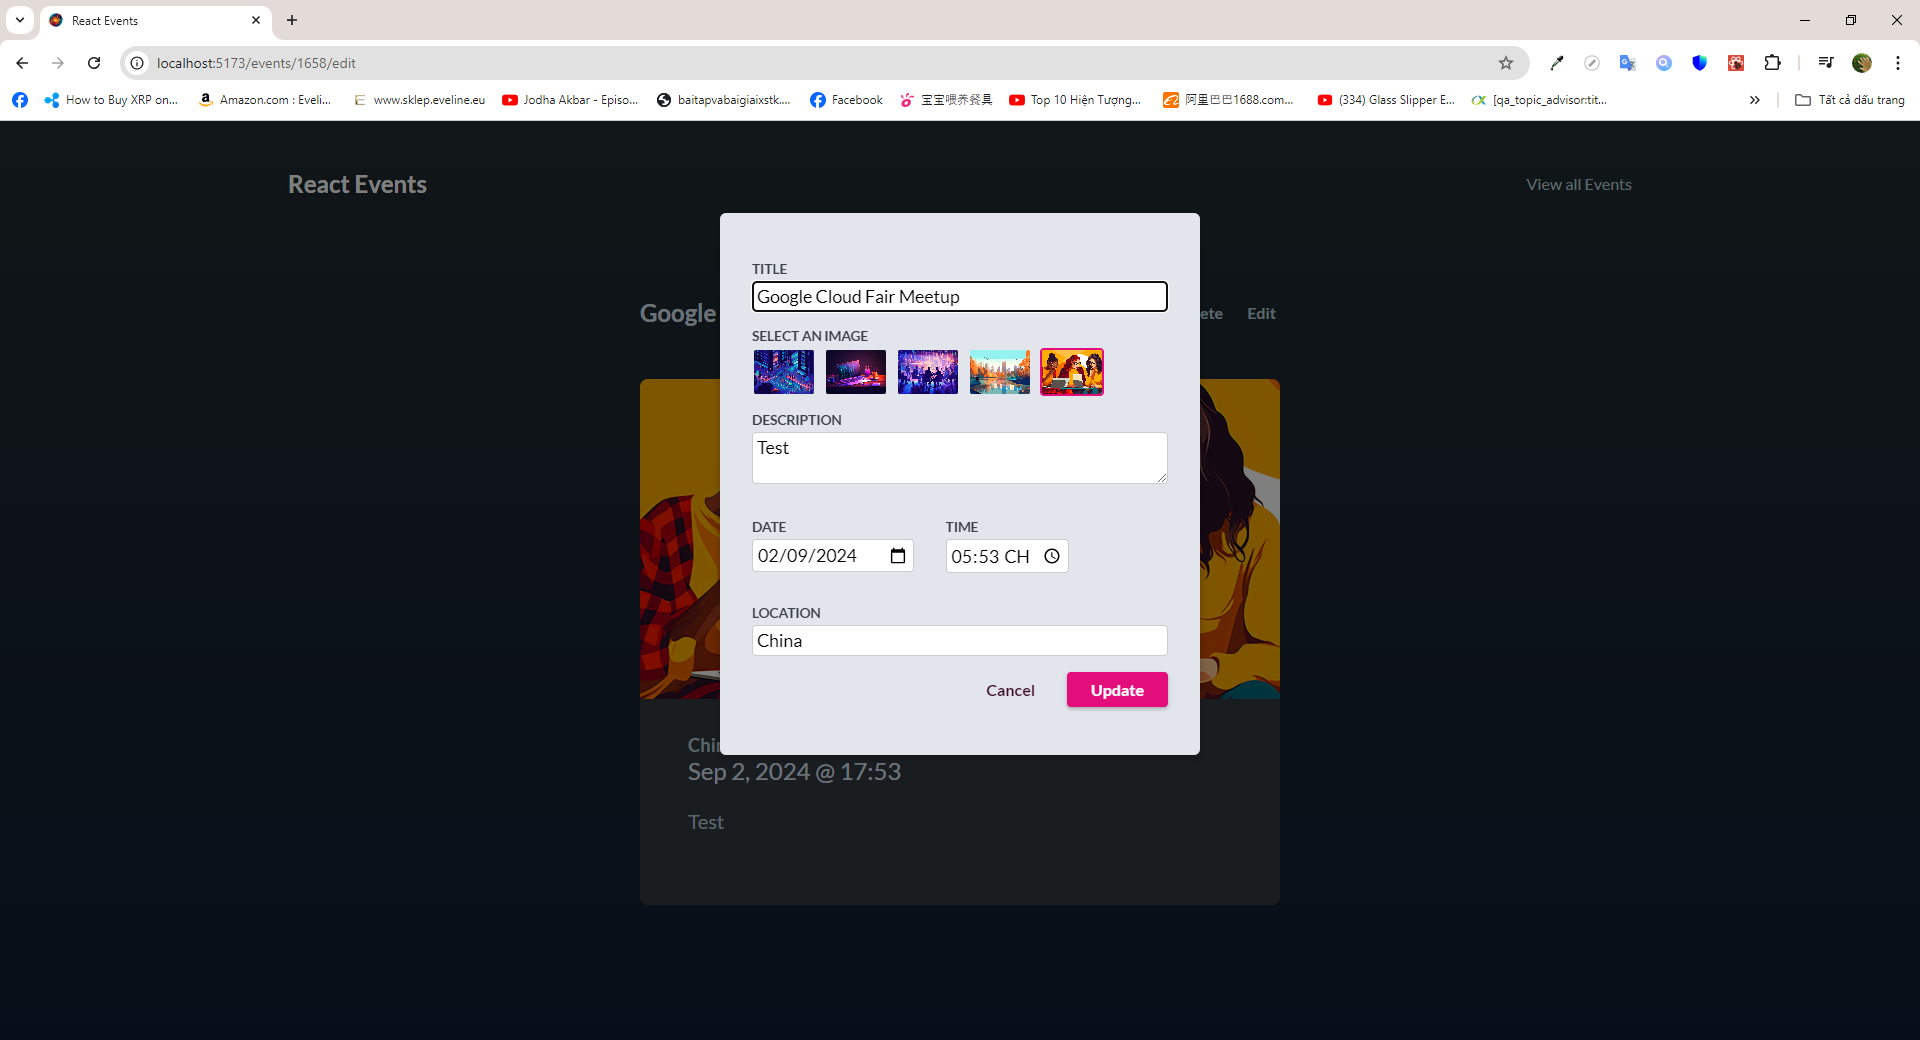 React Events
localhost:5173/events/1658/edit
How to Buy XRP on...
Amazon.com : Eveli...
www.sklep.eveline.eu
Jodha Akbar - Episo...
baitapvabaigiaixstk....
Facebook
宝宝喂养餐具
Top 10 Hiện Tượng...
阿里巴巴1688.com...
(334) Glass Slipper E...
[qa_topic_advisor:tit...
Tất cả dấu trang
React Events
View all Events
Google
ete
Edit
TITLE
Google Cloud Fair Meetup
SELECT AN IMAGE
DESCRIPTION
Test
DATE
TIME
02/09/2024
05:53 CH
LOCATION
China
Cancel
Update
Chi
Sep 2, 2024 @ 17:53
Test